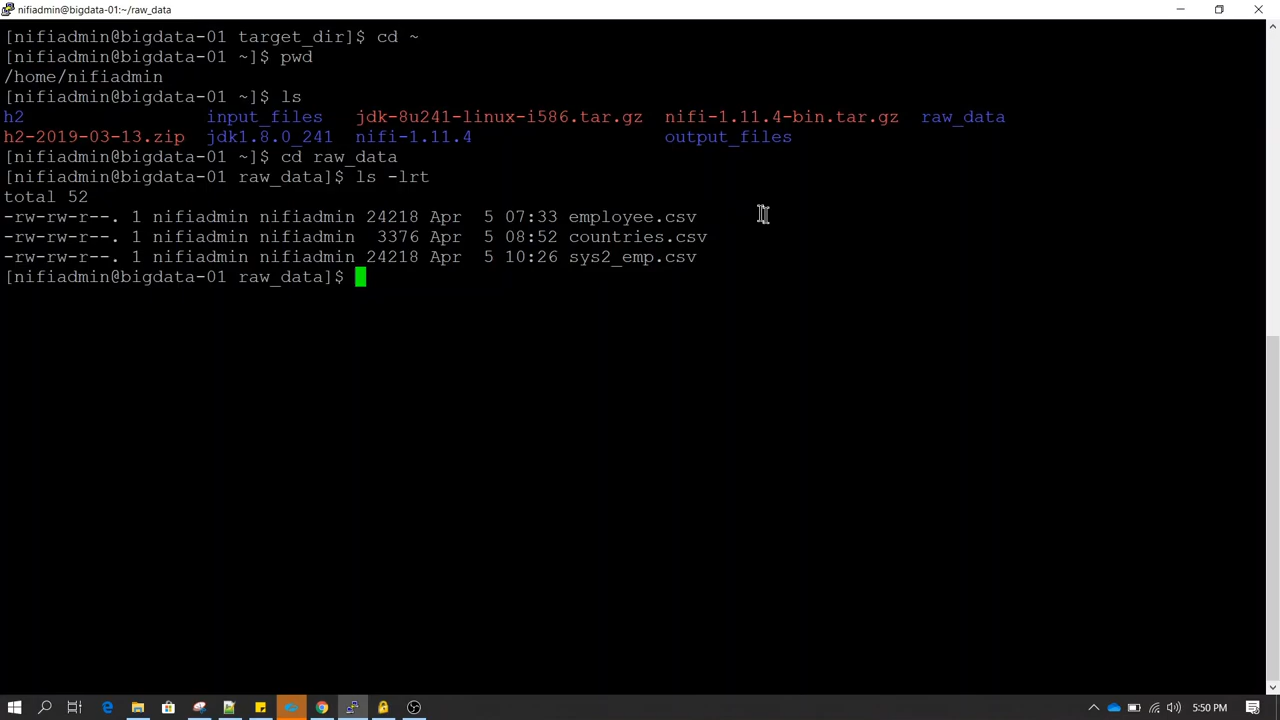 nifiadmin@bigdata-01:~/raw_data
[nifiadmin@bigdata-01 target_dir]$ cd ~
[nifiadmin@bigdata-01 ~]$ pwd
/home/nifiadmin
[nifiadmin@bigdata-01 ~]$ ls
h2 input_files jdk-8u241-linux-i586.tar.gz nifi-1.11.4-bin.tar.gz raw_data
h2-2019-03-13.zip jdk1.8.0_241 nifi-1.11.4 output_files
[nifiadmin@bigdata-01 ~]$ cd raw_data
[nifiadmin@bigdata-01 raw_data]$ ls -lrt
total 52
-rw-rw-r--. 1 nifiadmin nifiadmin 24218 Apr  5 07:33 employee.csv
-rw-rw-r--. 1 nifiadmin nifiadmin  3376 Apr  5 08:52 countries.csv
-rw-rw-r--. 1 nifiadmin nifiadmin 24218 Apr  5 10:26 sys2_emp.csv
[nifiadmin@bigdata-01 raw_data]$
5:50 PM